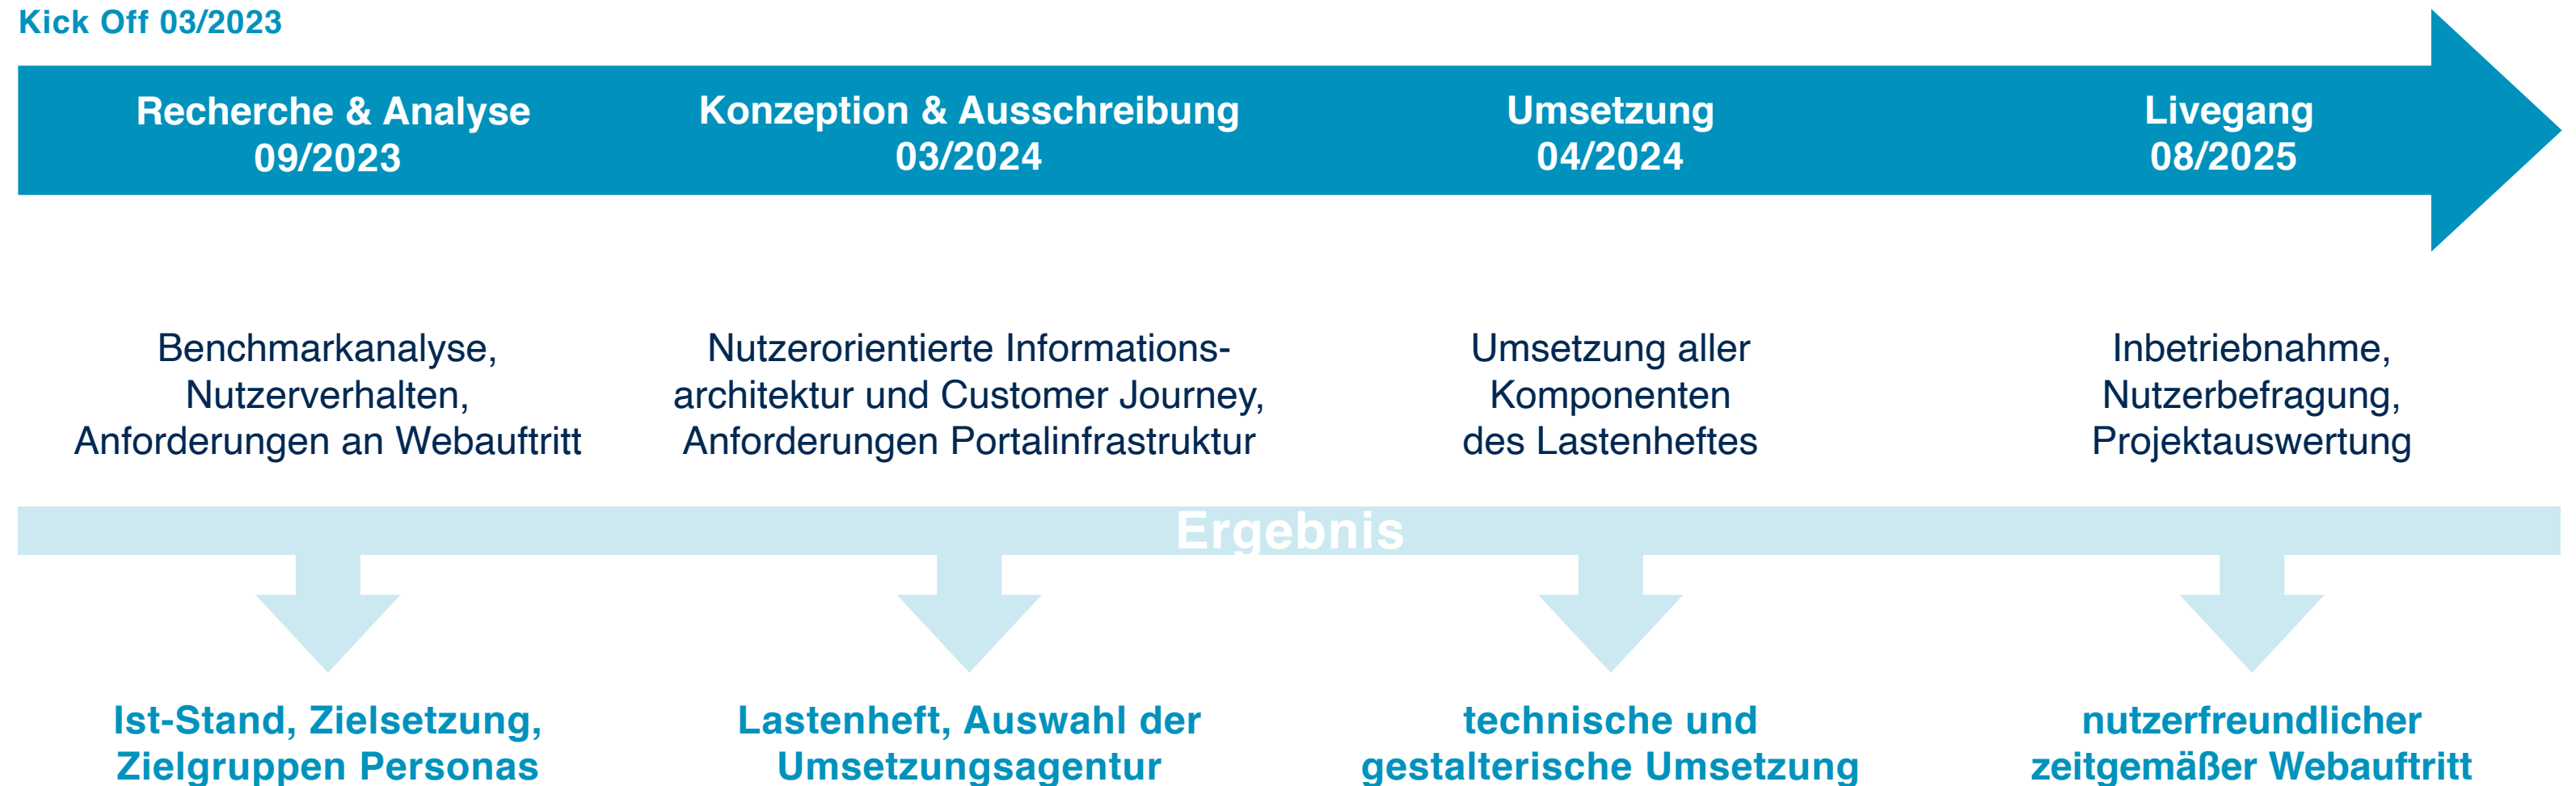 Kick Off 03/2023
Recherche & Analyse
09/2023
Konzeption & Ausschreibung
03/2024
Umsetzung
04/2024
Livegang
08/2025
Benchmarkanalyse,
Nutzerverhalten,
Anforderungen an Webauftritt
Nutzerorientierte Informations-
architektur und Customer Journey,
Anforderungen Portalinfrastruktur
Umsetzung aller
Komponenten
des Lastenheftes
Inbetriebnahme,
Nutzerbefragung,
Projektauswertung
Ergebnis
Ist-Stand, Zielsetzung,
Zielgruppen Personas
Lastenheft, Auswahl der
Umsetzungsagentur
technische und
gestalterische Umsetzung
nutzerfreundlicher
zeitgemäßer Webauftritt